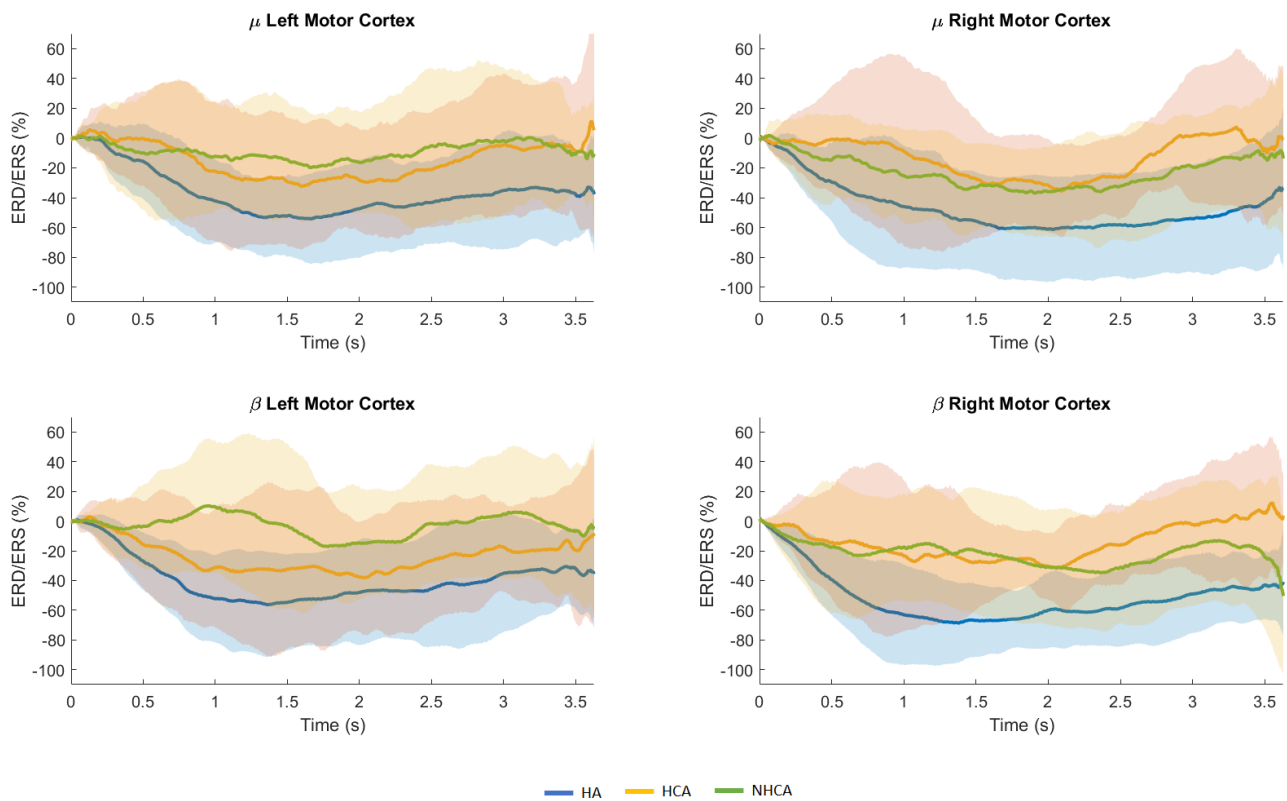 μ Left Motor Cortex
ERD/ERS (%)
60
40
20
0
-20
-40
-60
-80
-100
0 0.5 1 1.5 2 2.5 3 3.5
Time (s)
μ Right Motor Cortex
ERD/ERS (%)
60
40
20
0
-20
-40
-60
-80
-100
0 0.5 1 1.5 2 2.5 3 3.5
Time (s)
β Left Motor Cortex
ERD/ERS (%)
60
40
20
0
-20
-40
-60
-80
-100
0 0.5 1 1.5 2 2.5 3 3.5
Time (s)
β Right Motor Cortex
ERD/ERS (%)
60
40
20
0
-20
-40
-60
-80
-100
0 0.5 1 1.5 2 2.5 3 3.5
Time (s)
HA HCA NHCA